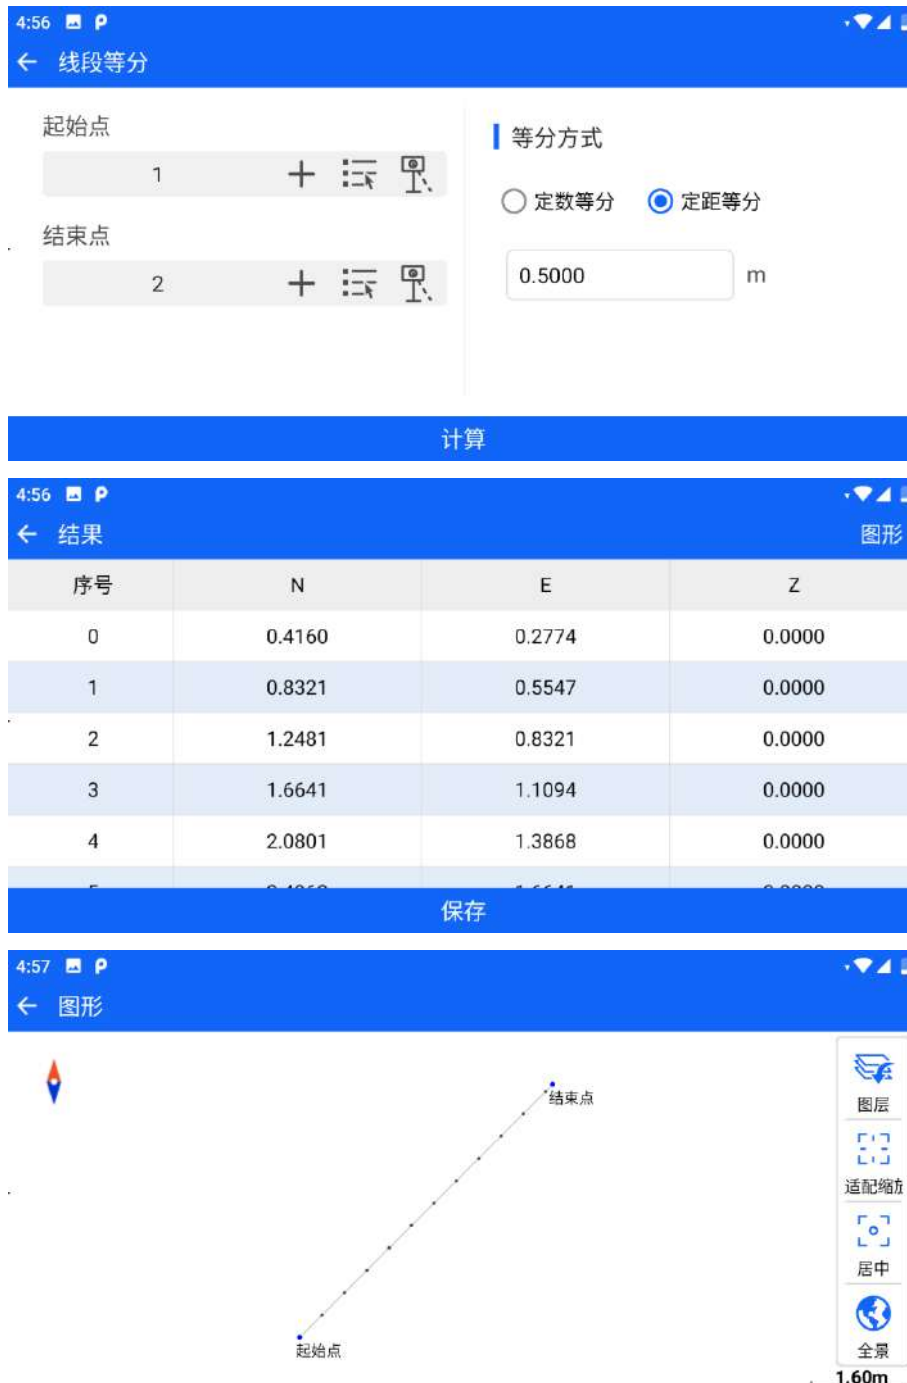 4:56
线段等分
起始点
等分方式
1
定数等分
定距等分
结束点
0.5000
m
2
计算
4:56
结果
图形
序号 N E Z
0 0.4160 0.2774 0.0000
1 0.8321 0.5547 0.0000
2 1.2481 0.8321 0.0000
3 1.6641 1.1094 0.0000
4 2.0801 1.3868 0.0000
保存
4:57
图形
结束点
图层
适配缩放
居中
起始点
全景
1.60m